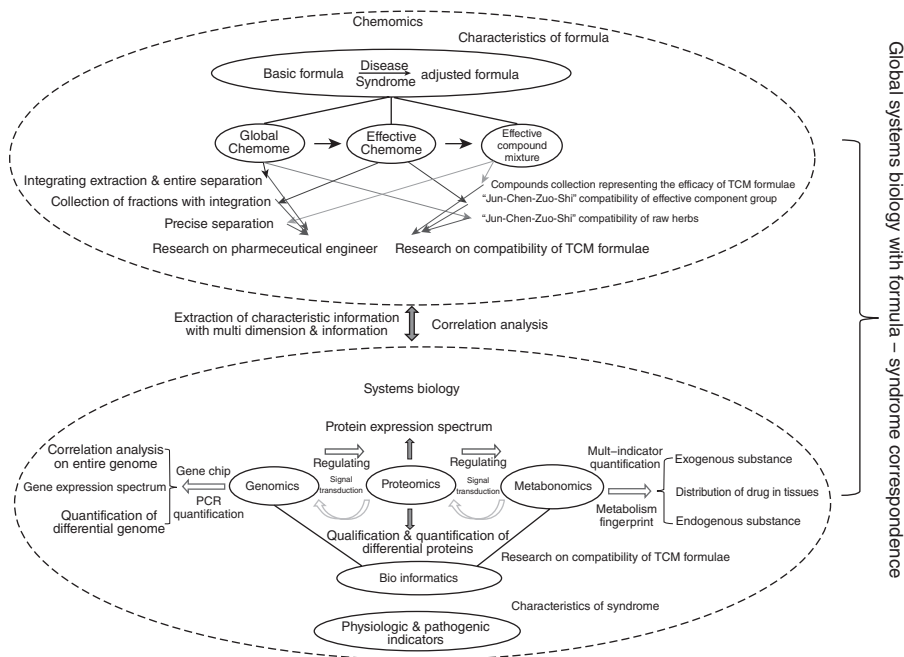 Chemomics
Characteristics of formula
Basic formula
Disease
Syndrome
adjusted formula
Global
Chemome
Effective
Chemome
Effective
compound
mixture
Integrating extraction & entire separation
Collection of fractions with integration
Precise separation
Research on pharmeceutical engineer
Compounds collection representing the efficacy of TCM formulae
"Jun-Chen-Zuo-Shi" compatibility of effective component group
"Jun-Chen-Zuo-Shi" compatibility of raw herbs
Research on compatibility of TCM formulae
Extraction of characteristic information
with multi dimension & information
Correlation analysis
Systems biology
Protein expression spectrum
Correlation analysis
on entire genome
Gene expression spectrum
Quantification of
differential genome
Gene chip
PCR
quantification
Genomics
Regulating
Signal
transduction
Proteomics
Regulating
Signal
transduction
Metabonomics
Mult–indicator
quantification
Metabolism
fingerprint
Exogenous substance
Distribution of drug in tissues
Endogenous substance
Qualification & quantification of
differential proteins
Research on compatibility of TCM formulae
Bio informatics
Characteristics of syndrome
Physiologic & pathogenic
indicators
Global systems biology with formula – syndrome correspondence